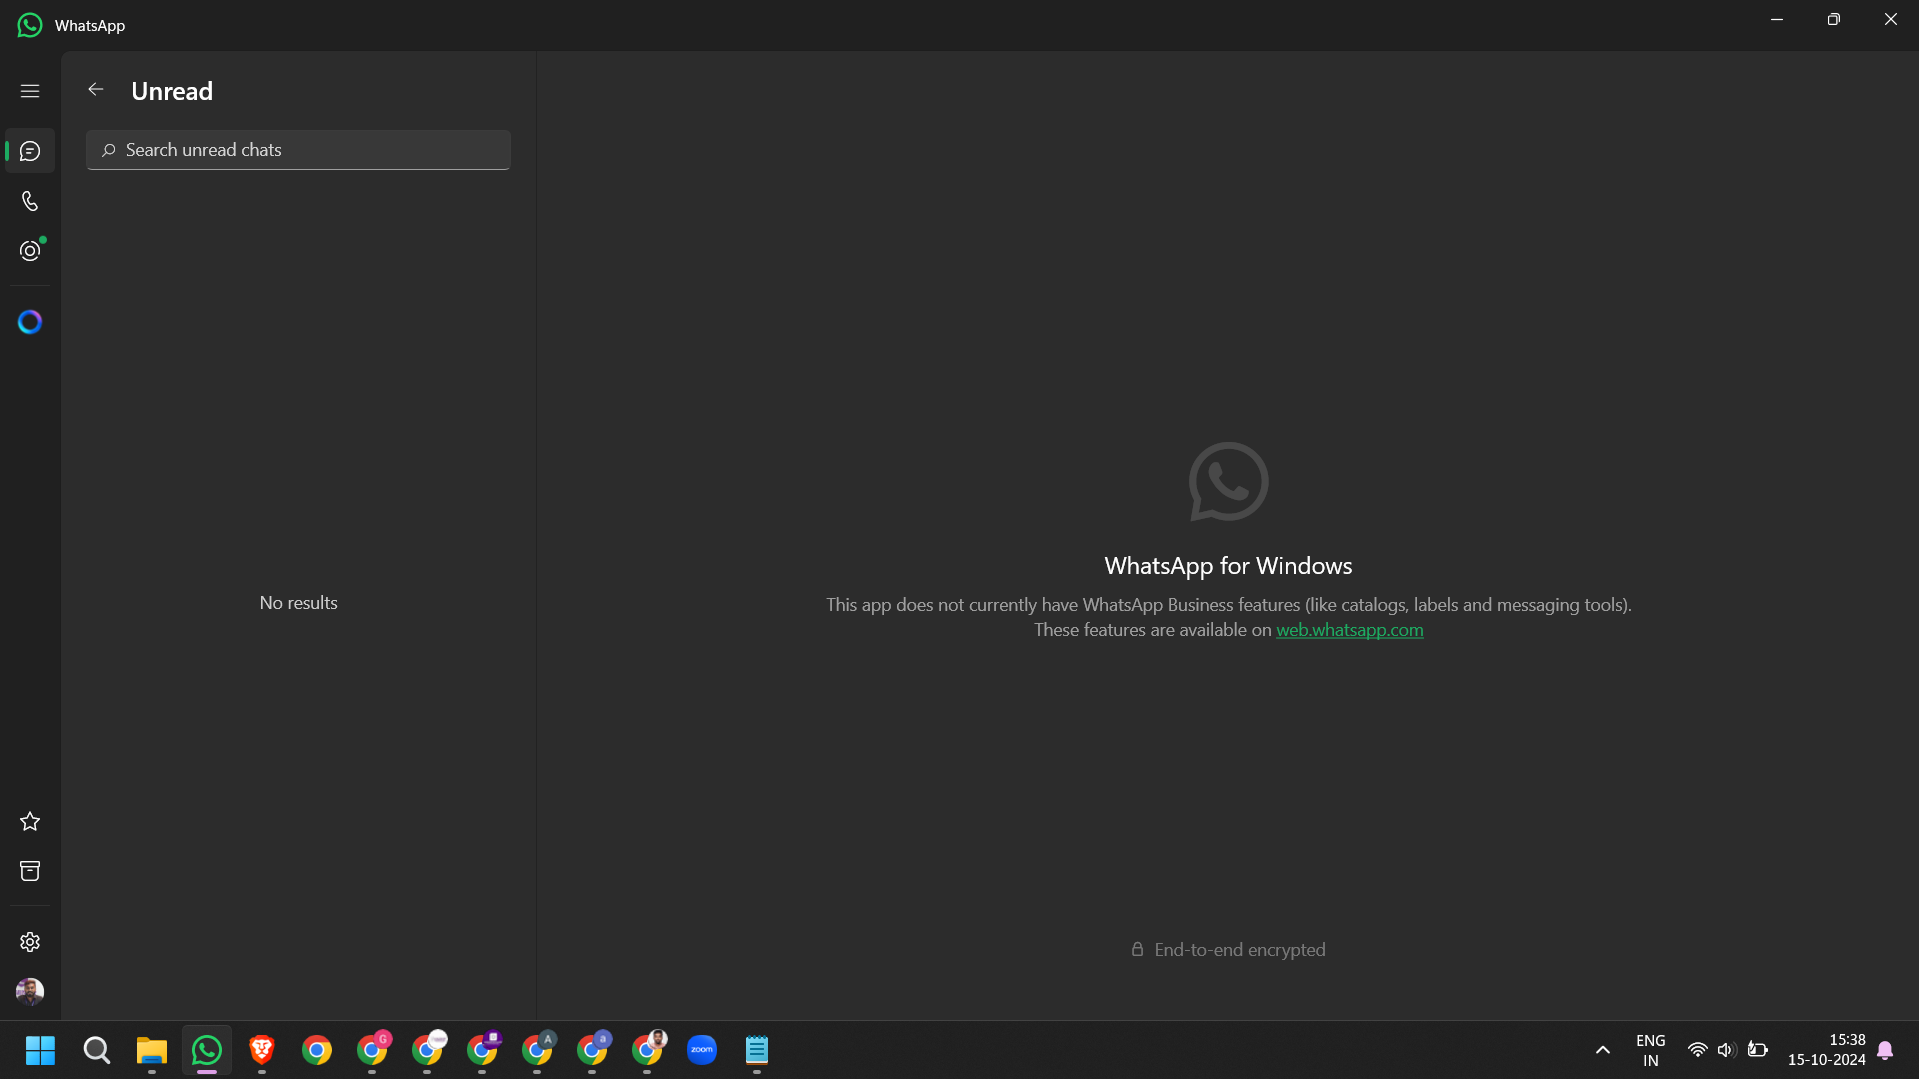 WhatsApp
Unread
Search unread chats
No results
WhatsApp for Windows
This app does not currently have WhatsApp Business features (like catalogs, labels and messaging tools).
These features are available on web.whatsapp.com
End-to-end encrypted
G
A
a
zoom
ENG
IN
15:38
15-10-2024